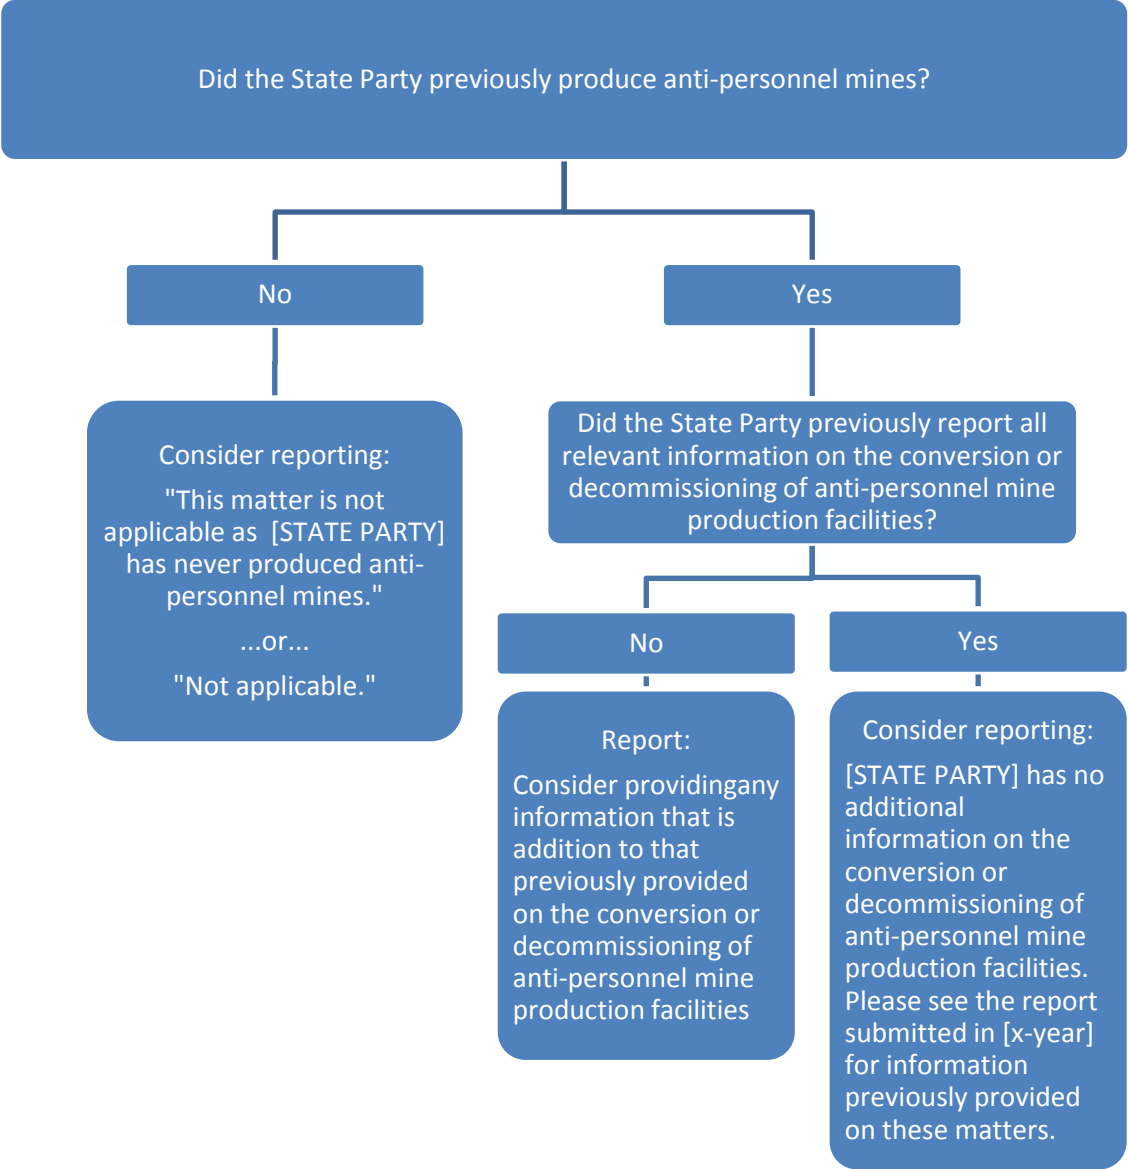 Did the State Party previously produce anti-personnel mines?
No
Yes
Consider reporting:
"This matter is not
applicable as  [STATE PARTY]
has never produced anti-
personnel mines."
...or...
"Not applicable."
Did the State Party previously report all
relevant information on the conversion or
decommissioning of anti-personnel mine
production facilities?
No
Yes
Report:
Consider providingany
information that is
addition to that
previously provided
on the conversion or
decommissioning of
anti-personnel mine
production facilities
Consider reporting:
[STATE PARTY] has no
additional
information on the
conversion or
decommissioning of
anti-personnel mine
production facilities.
Please see the report
submitted in [x-year]
for information
previously provided
on these matters.